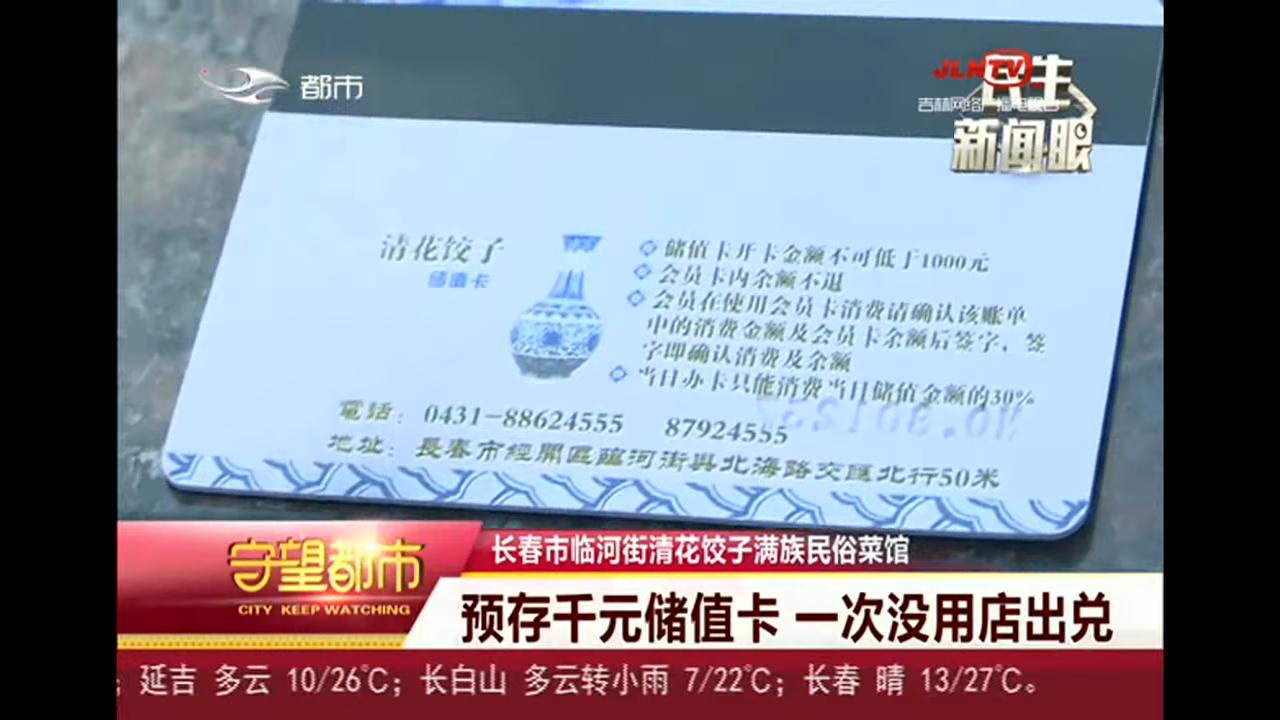 都市
JLNTV
吉林网络广播电视台
民生
新闻眼
清花饺子
储值卡
储值卡开卡金额不可低于1000元
会员卡内余额不退
会员在使用会员卡消费请确认该账单
中的消费金额及会员卡余额后签字，签
字即确认消费及余额
当日办卡只能消费当日储值金额的30%
電話：0431-88624555 87924555
地址：長春市經開區臨河街與北海路交匯北行50米
守望都市
CITY KEEP WATCHING
长春市临河街清花饺子满族民俗菜馆
预存千元储值卡 一次没用店出兑
；延吉 多云 10/26℃；长白山 多云转小雨 7/22℃；长春 晴 13/27℃。